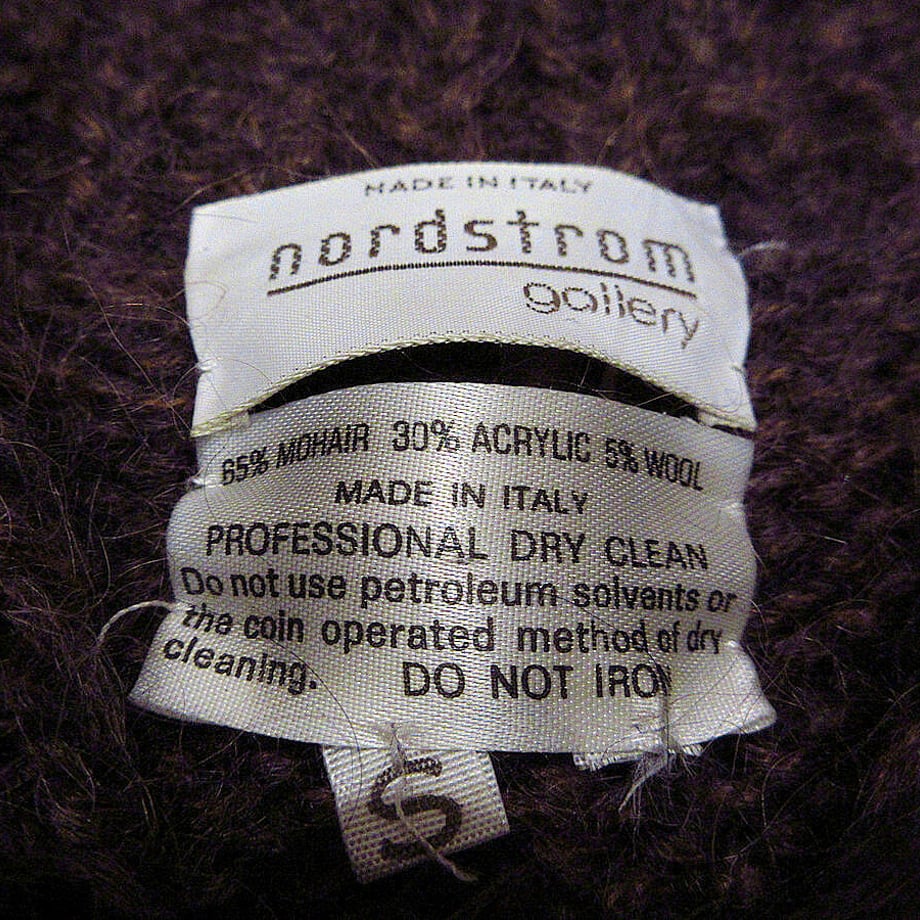 MADE IN ITALY
nordstrom
gallery
65% MOHAIR 30% ACRYLIC 5% WOOL
MADE IN ITALY
PROFESSIONAL DRY CLEAN
Do not use petroleum solvents or
the coin operated method of dry
cleaning. DO NOT IRON
S